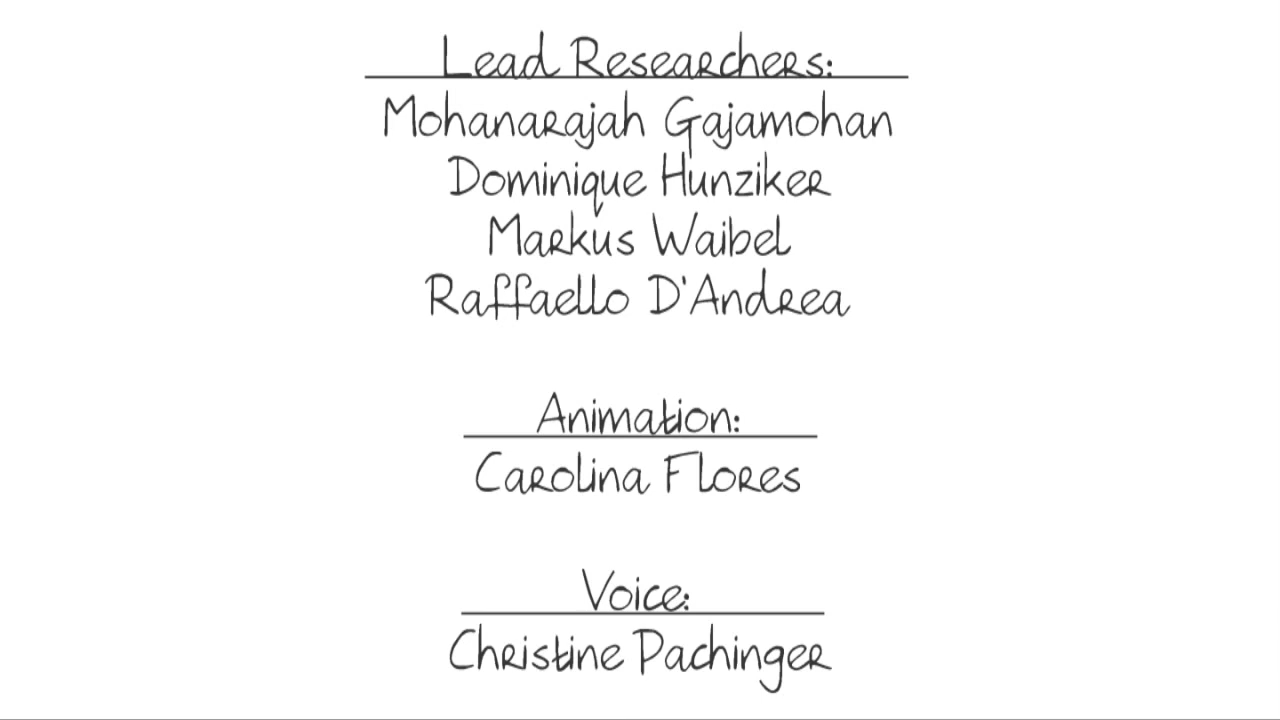 Lead Researchers:
Mohanarajah Gajamohan
Dominique Hunziker
Markus Waibel
Raffaello D'Andrea
Animation:
Carolina Flores
Voice:
Christine Pachinger